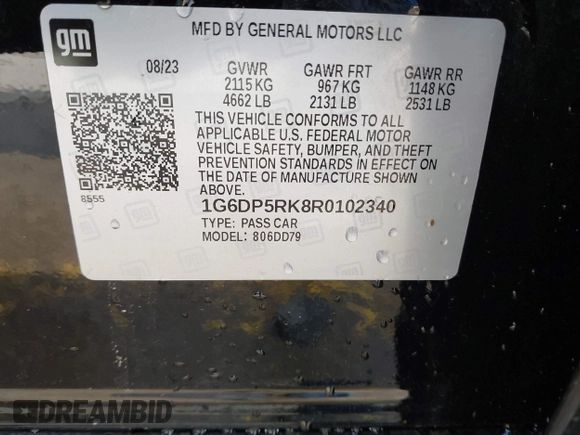 gm
MFD BY GENERAL MOTORS LLC
08/23 GVWR GAWR FRT GAWR RR
2115 KG 967 KG 1148 KG
4662 LB 2131 LB 2531 LB
THIS VEHICLE CONFORMS TO ALL
APPLICABLE U.S. FEDERAL MOTOR
VEHICLE SAFETY, BUMPER, AND THEFT
PREVENTION STANDARDS IN EFFECT ON
THE DATE OF MANUFACTURE SHOWN
ABOVE.
8555
1G6DP5RK8R0102340
TYPE: PASS CAR
MODEL: 806DD79
DREAMBID